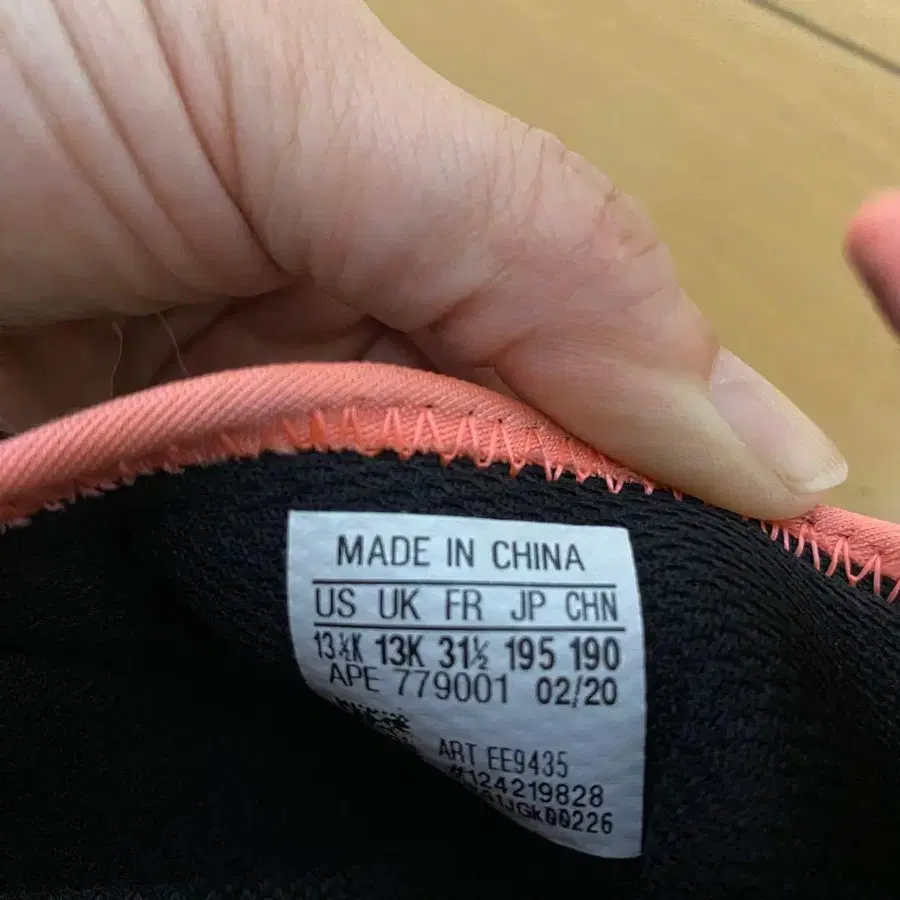 MADE IN CHINA
US UK FR JP CHN
13½K 13K 31½ 195 190
APE 779001 02/20
ART EE9435
#124219828